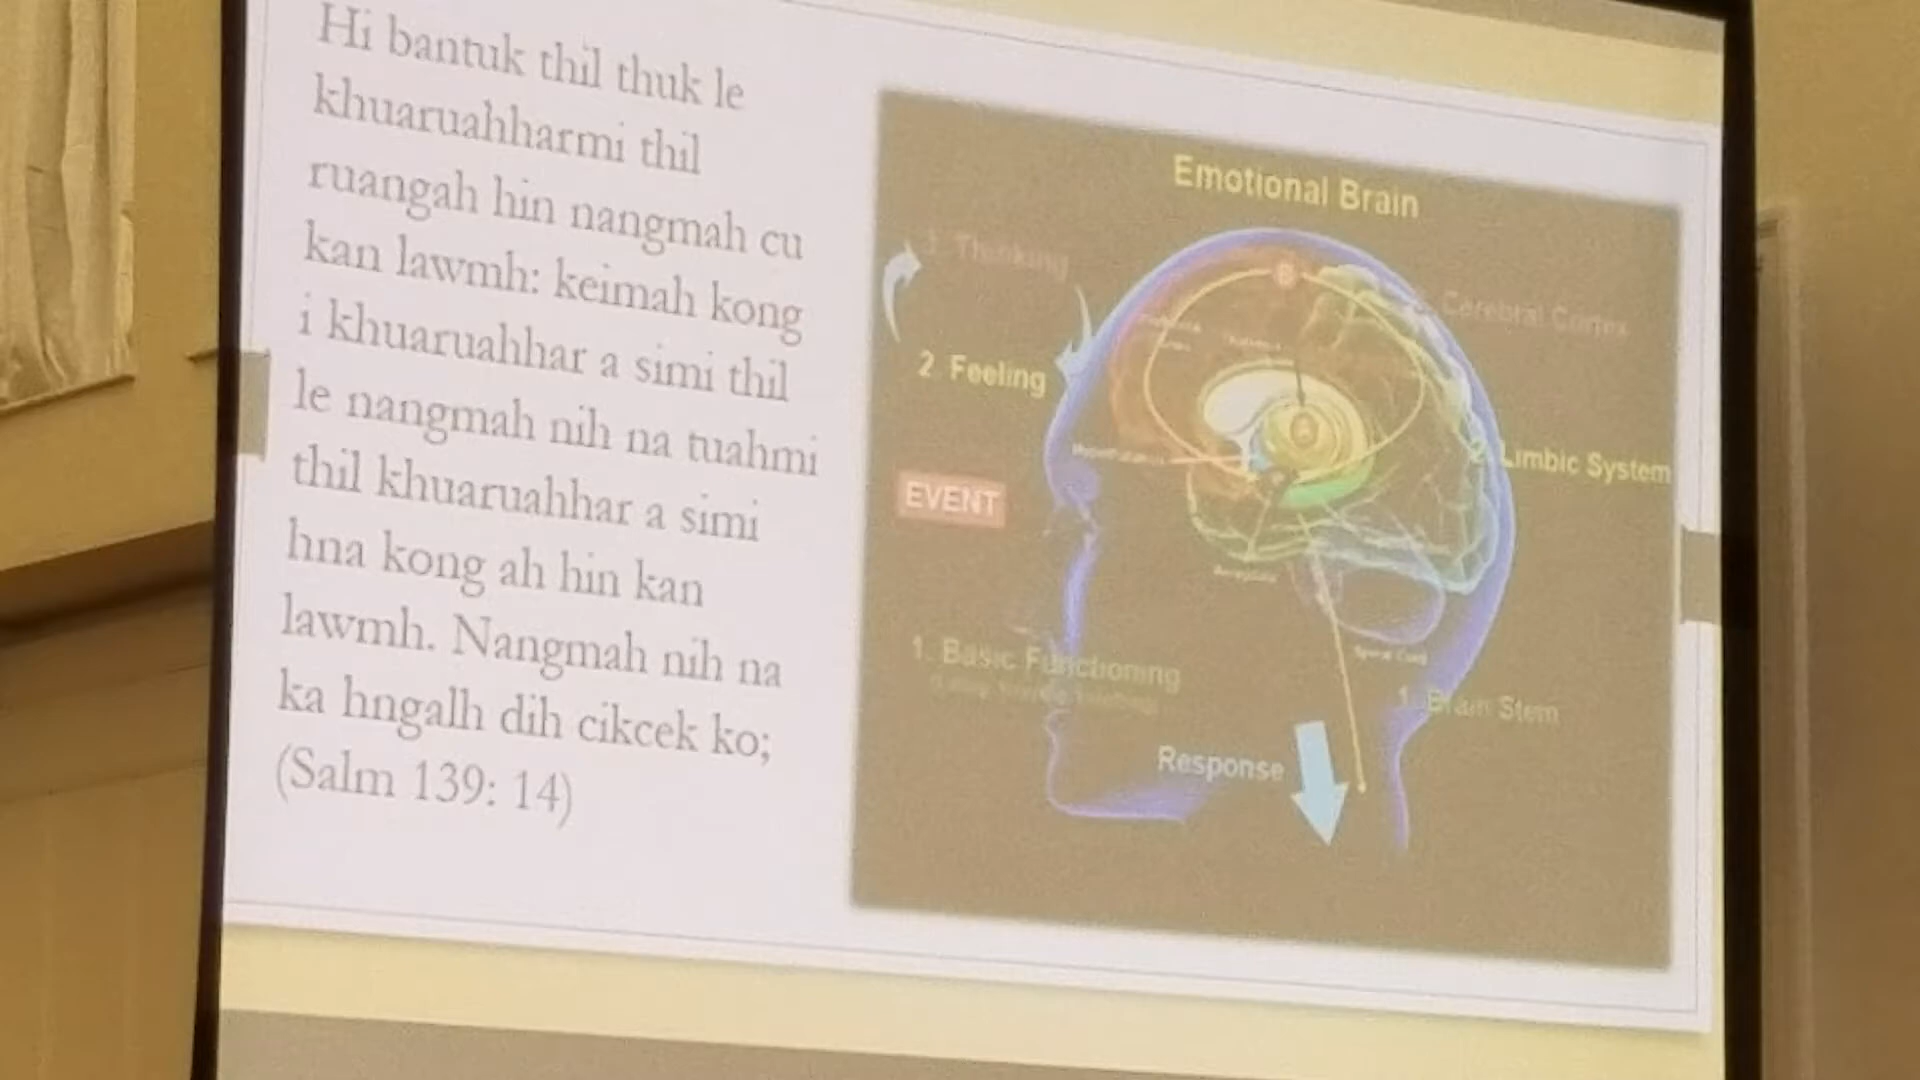 Hi bantuk thil thuk le
khuaruahharmi thil
ruangah hin nangmah cu
kan lawmh: keimah kong
i khuaruahhar a simi thil
le nangmah nih na tuahmi
thil khuaruahhar a simi
hna kong ah hin kan
lawmh. Nangmah nih na
ka hngalh dih cikcek ko;
(Salm 139: 14)
Emotional Brain
Thinking
Cerebral Cortex
2 Feeling
Limbic System
EVENT
1. Basic Functioning
1. Brain Stem
Spinal Cord
Response